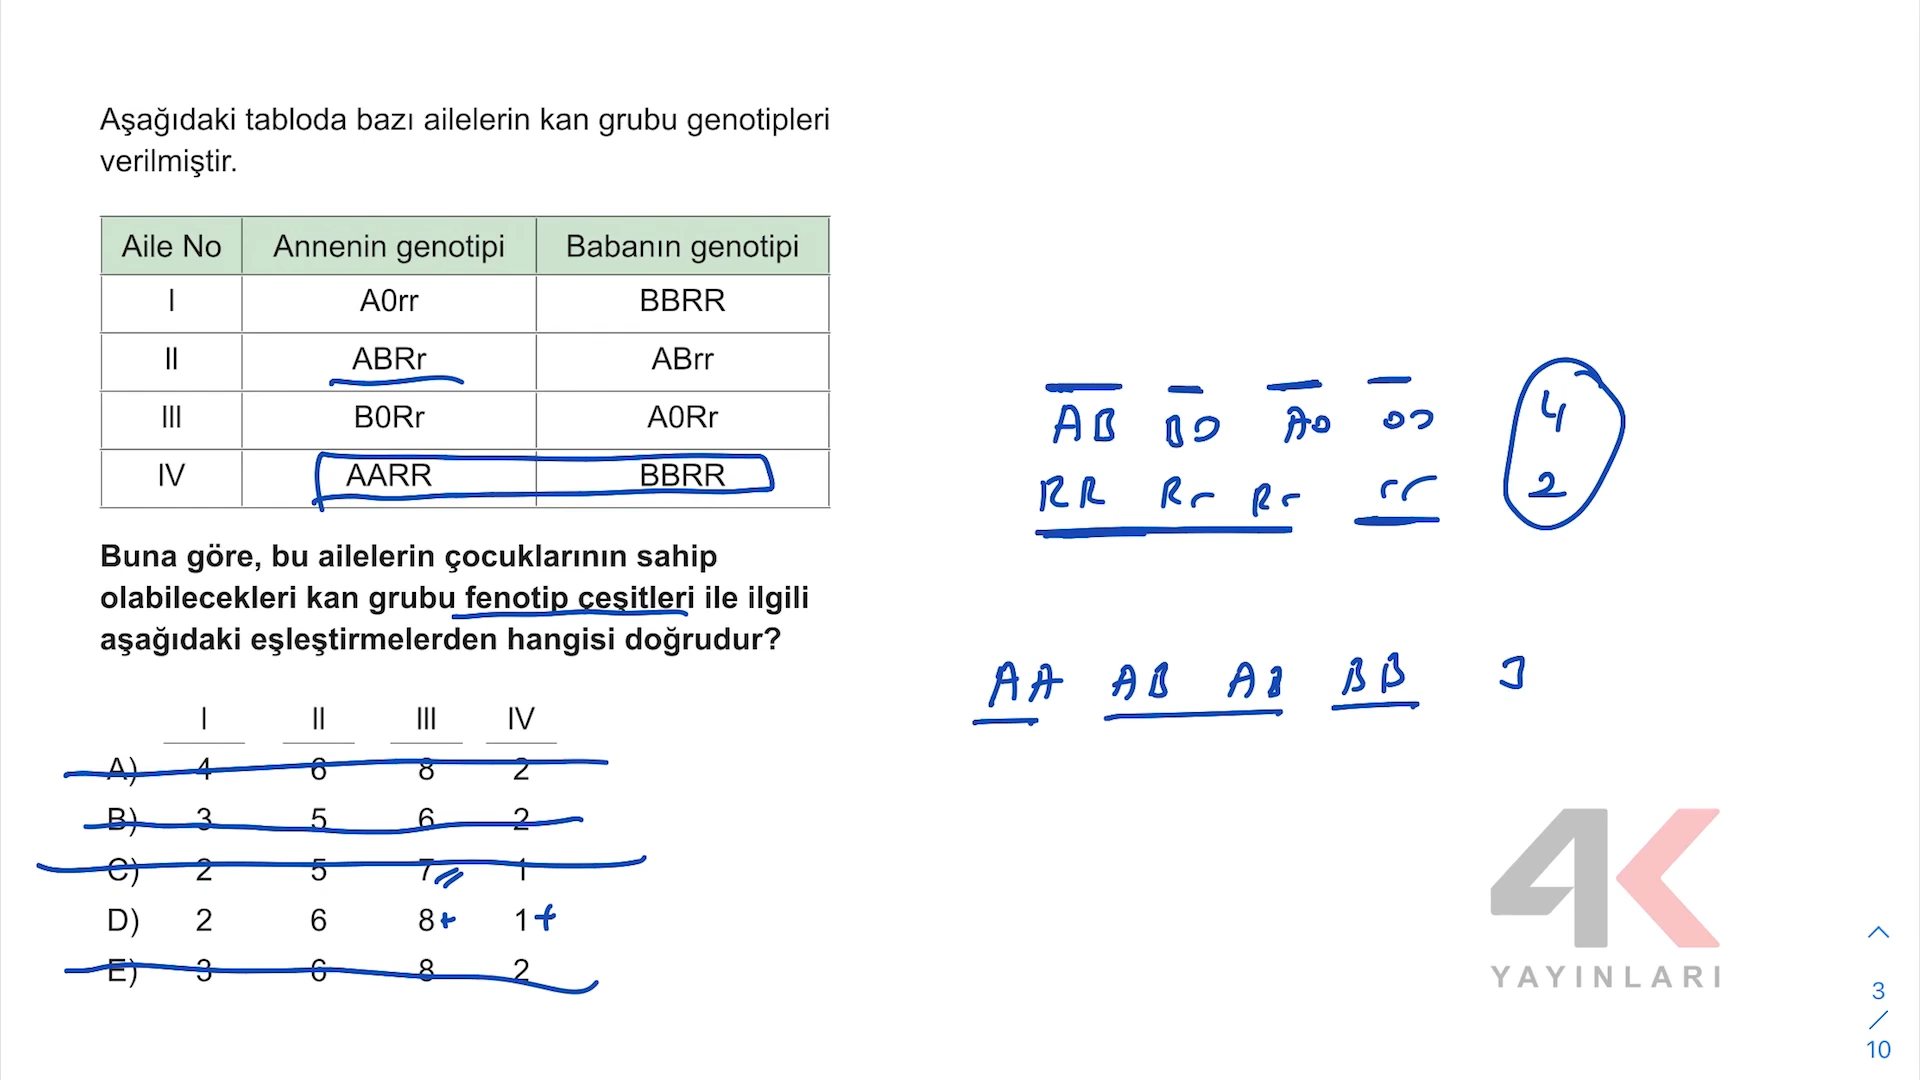 Aşağıdaki tabloda bazı ailelerin kan grubu genotipleri
verilmiştir.
Aile No Annenin genotipi Babanın genotipi
I A0rr BBRR
II ABRr ABrr
III B0Rr A0Rr
IV AARR BBRR
Buna göre, bu ailelerin çocuklarının sahip
olabilecekleri kan grubu fenotip çeşitleri ile ilgili
aşağıdaki eşleştirmelerden hangisi doğrudur?
I II III IV
A) 4 6 8 2
B) 3 5 6 2
C) 2 5 7 1
D) 2 6 8+ 1+
E) 3 6 8 2
AB B0 A0 00 4
RR Rr Rr rr 2
AA AB AB BB 3
4K
YAYINLARI
3
/
10